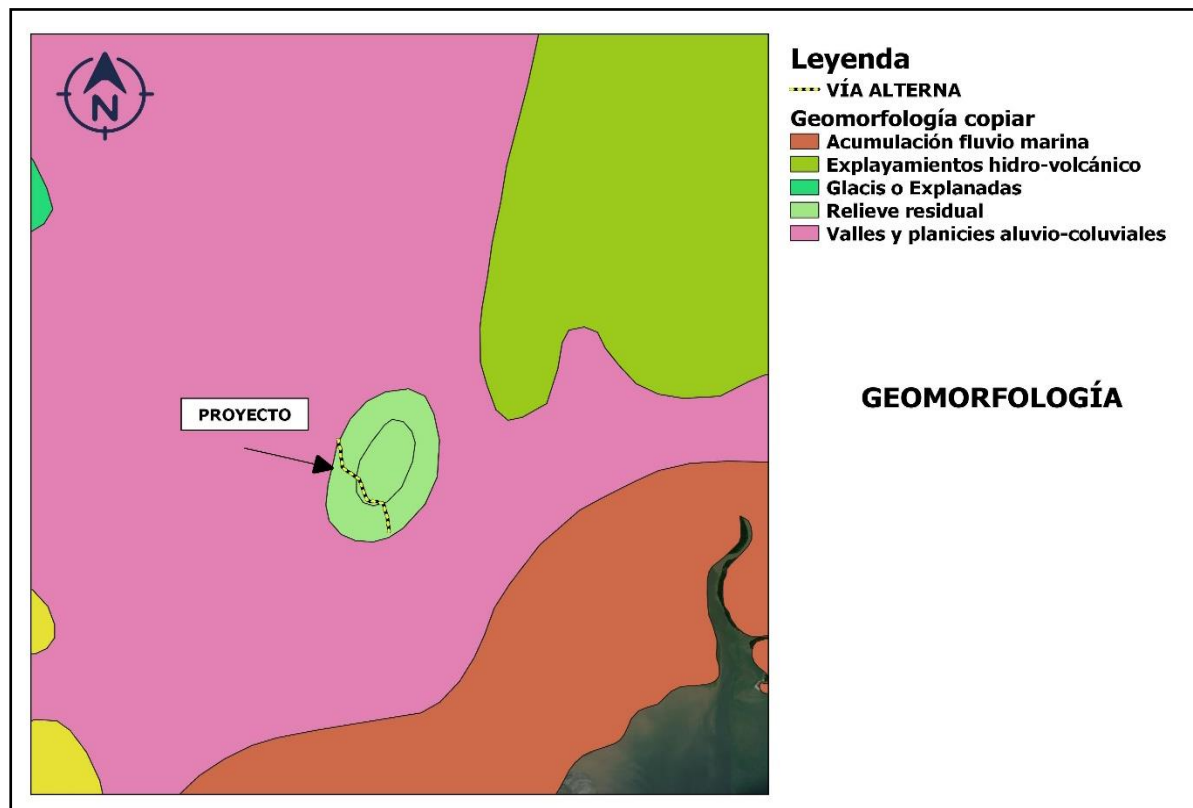 N
PROYECTO
Leyenda
VÍA ALTERNA
Geomorfología copiar
Acumulación fluvio marina
Explayamientos hidro-volcánico
Glacis o Explanadas
Relieve residual
Valles y planicies aluvio-coluviales
GEOMORFOLOGÍA